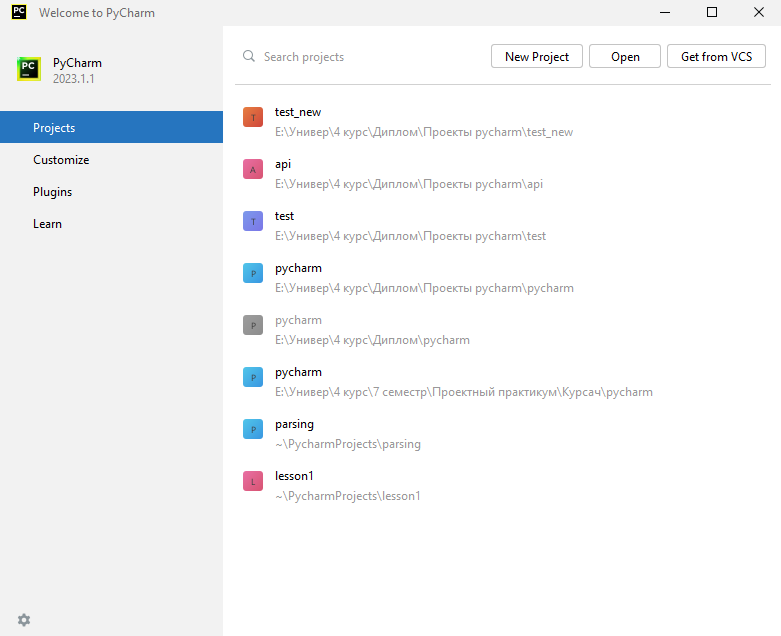 PC Welcome to PyCharm
PC PyCharm
2023.1.1
Projects
Customize
Plugins
Learn
Search projects
New Project
Open
Get from VCS
T test_new
E:\Универ\4 курс\Диплом\Проекты pycharm\test_new
A api
E:\Универ\4 курс\Диплом\Проекты pycharm\api
T test
E:\Универ\4 курс\Диплом\Проекты pycharm\test
P pycharm
E:\Универ\4 курс\Диплом\Проекты pycharm\pycharm
P pycharm
E:\Универ\4 курс\Диплом\pycharm
P pycharm
E:\Универ\4 курс\7 семестр\Проектный практикум\Курсач\pycharm
P parsing
~\PycharmProjects\parsing
L lesson1
~\PycharmProjects\lesson1